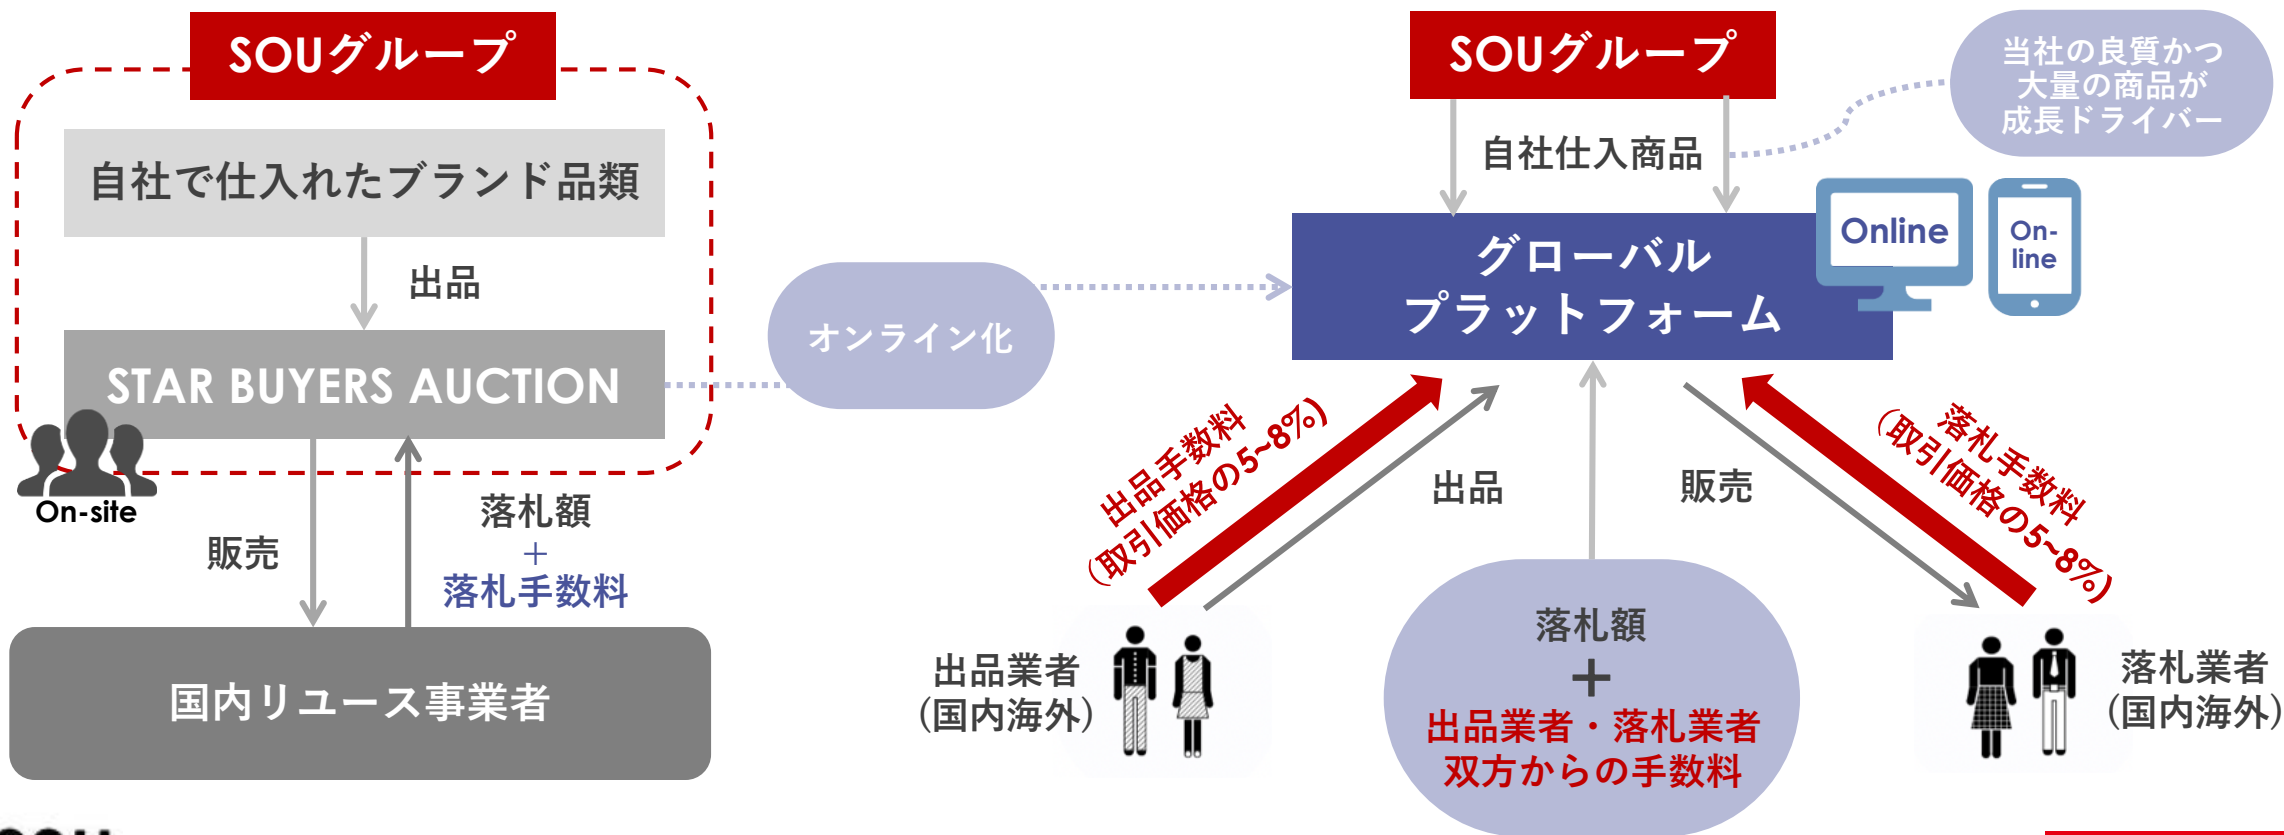 SOUグループ
自社で仕入れたブランド品類
出品
STAR BUYERS AUCTION
On-site
販売
落札額
+
落札手数料
国内リユース事業者
オンライン化
SOUグループ
自社仕入商品
当社の良質かつ
大量の商品が
成長ドライバー
グローバル
プラットフォーム
Online
On-
line
出品手数料
(取引価格の5~8%)
出品
販売
落札手数料
(取引価格の5~8%)
出品業者
(国内海外)
落札額
+
出品業者・落札業者
双方からの手数料
落札業者
(国内海外)